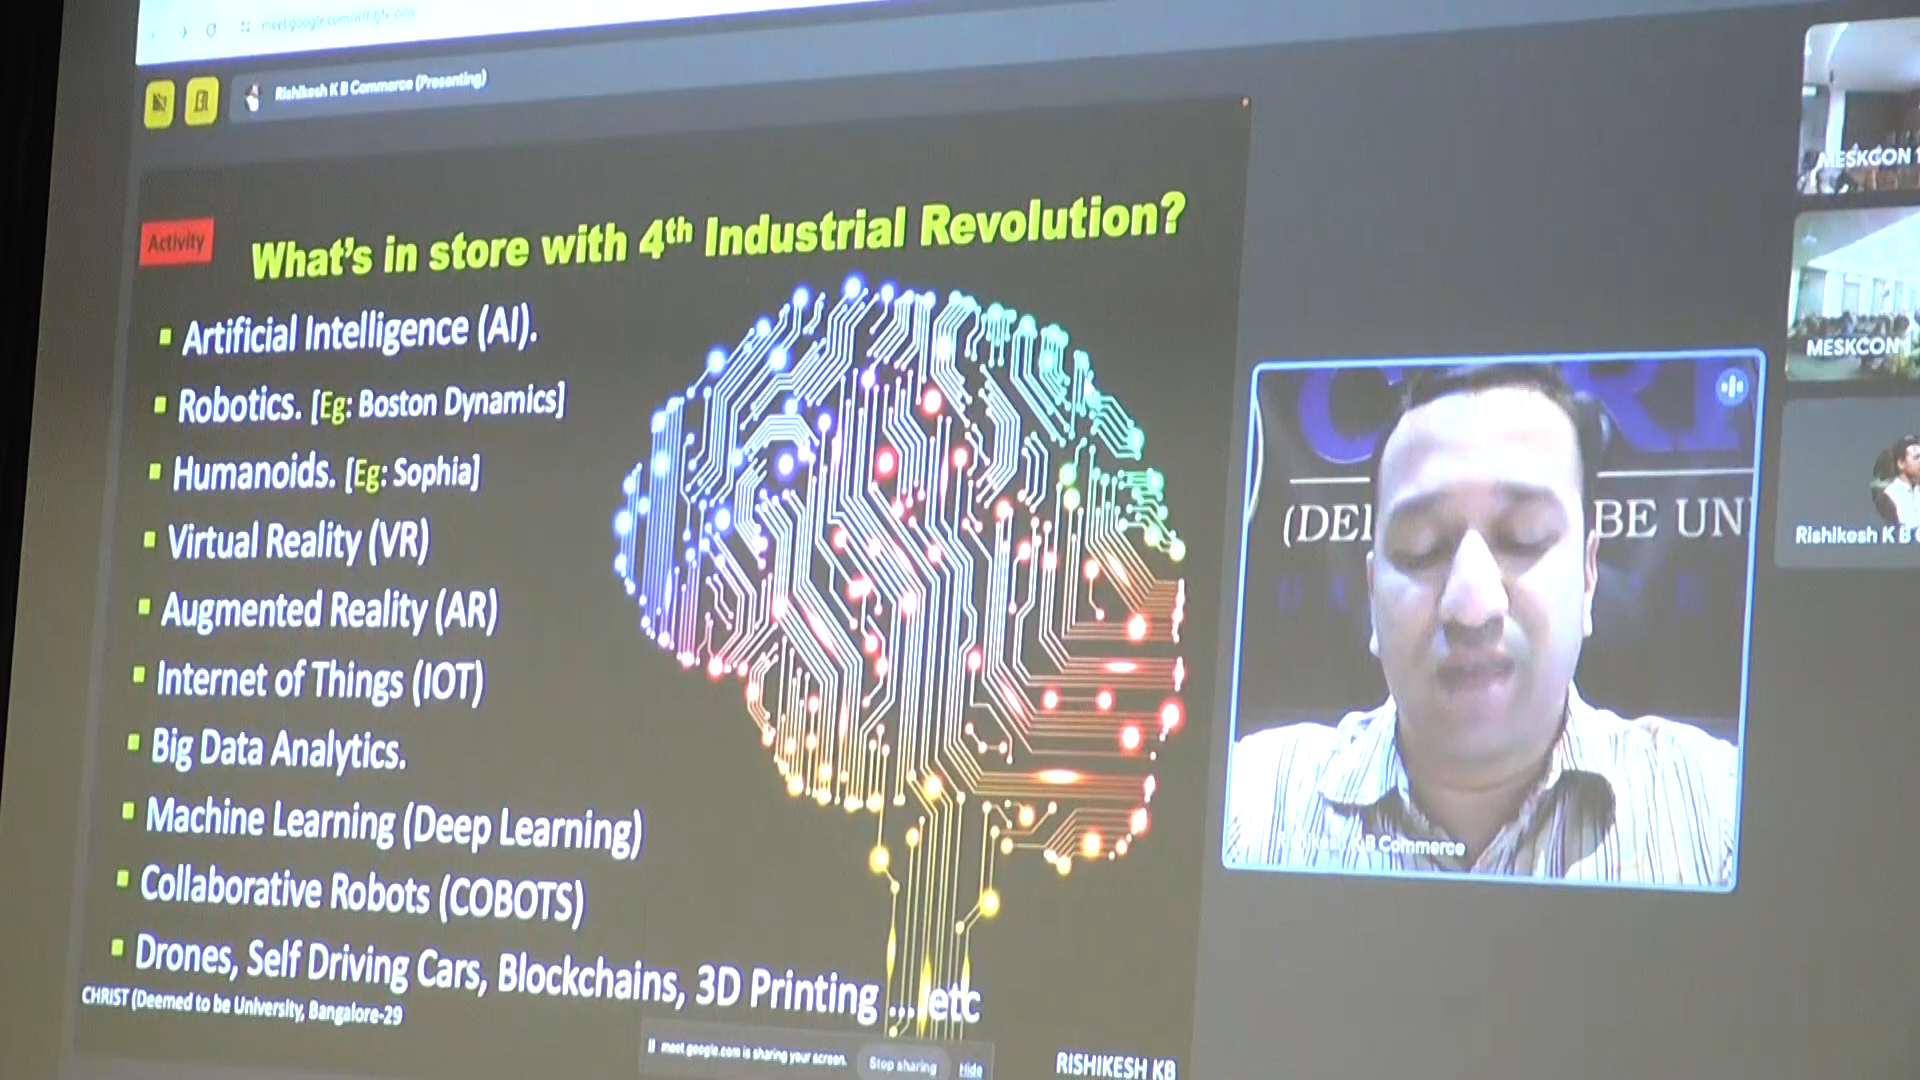 Rishikesh K B Commerce (Presenting)
Activity
What's in store with 4th Industrial Revolution?
Artificial Intelligence (AI).
Robotics. [Eg: Boston Dynamics]
Humanoids. [Eg: Sophia]
Virtual Reality (VR)
Augmented Reality (AR)
Internet of Things (IOT)
Big Data Analytics.
Machine Learning (Deep Learning)
Collaborative Robots (COBOTS)
Drones, Self Driving Cars, Blockchains, 3D Printing ... etc
CHRIST (Deemed to be University, Bangalore-29
RISHIKESH KB
meet.google.com is sharing your screen.
Stop sharing
Hide
(DE BE UN
K B Commerce
MESKCON 1
MESKCON
Rishikesh K B